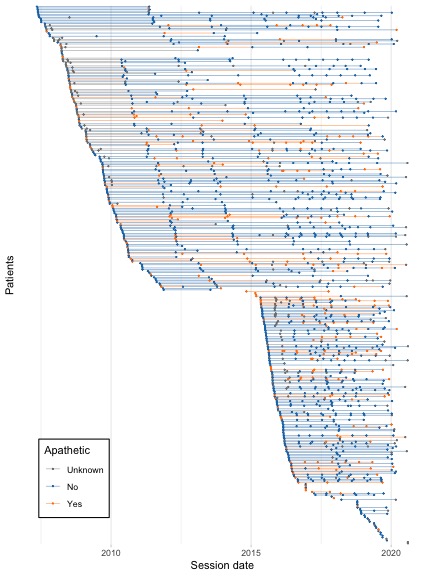 Patients
Apathetic
Unknown
No
Yes
2010 2015 2020
Session date